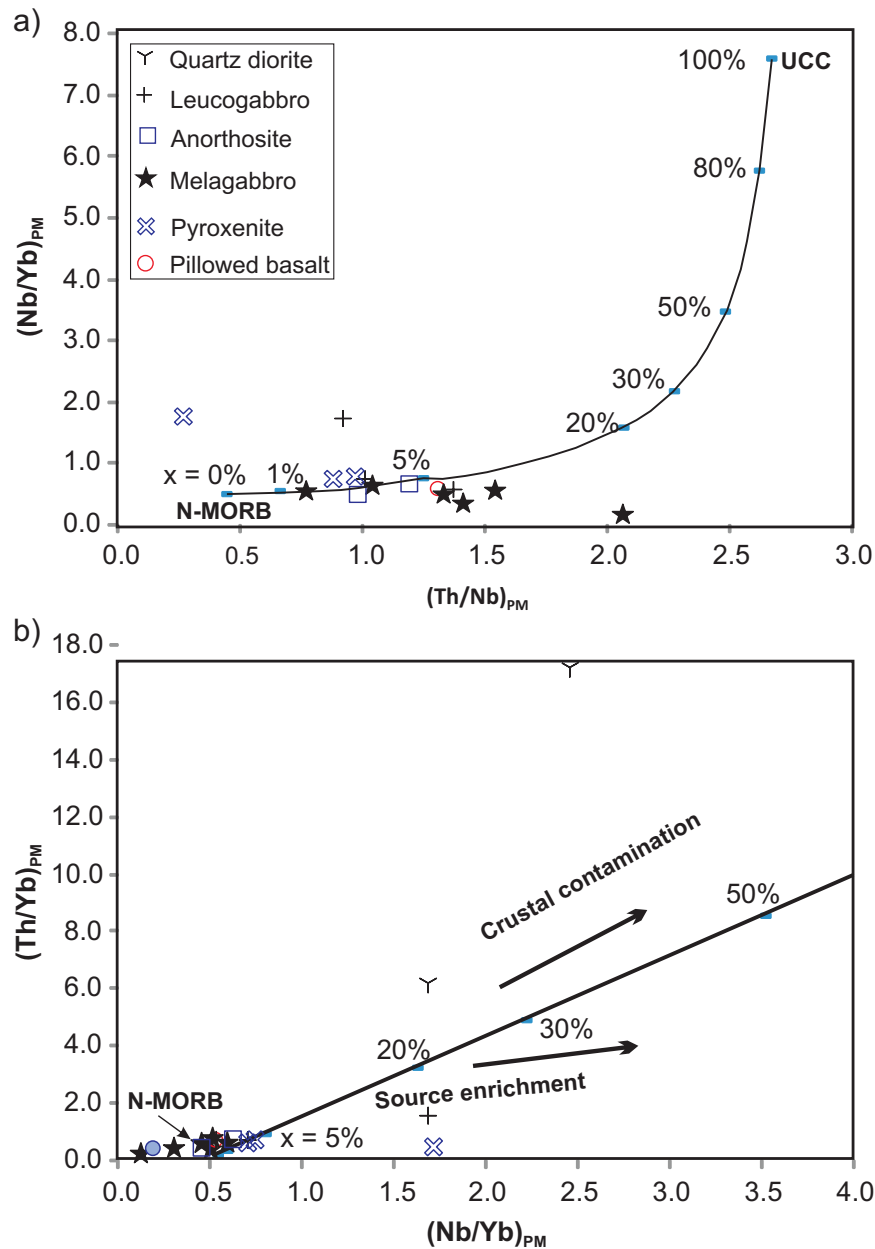 a)
8.0
7.0
6.0
5.0
4.0
3.0
2.0
1.0
0.0
(Nb/Yb)PM
Quartz diorite
Leucogabbro
Anorthosite
Melagabbro
Pyroxenite
Pillowed basalt
100% UCC
80%
50%
30%
20%
5%
x = 0% 1%
N-MORB
0.0 0.5 1.0 1.5 2.0 2.5 3.0
(Th/Nb)PM
b)
18.0
16.0
14.0
12.0
10.0
8.0
6.0
4.0
2.0
0.0
(Th/Yb)PM
Crustal contamination
50%
30%
20%
Source enrichment
N-MORB
x = 5%
0.0 0.5 1.0 1.5 2.0 2.5 3.0 3.5 4.0
(Nb/Yb)PM